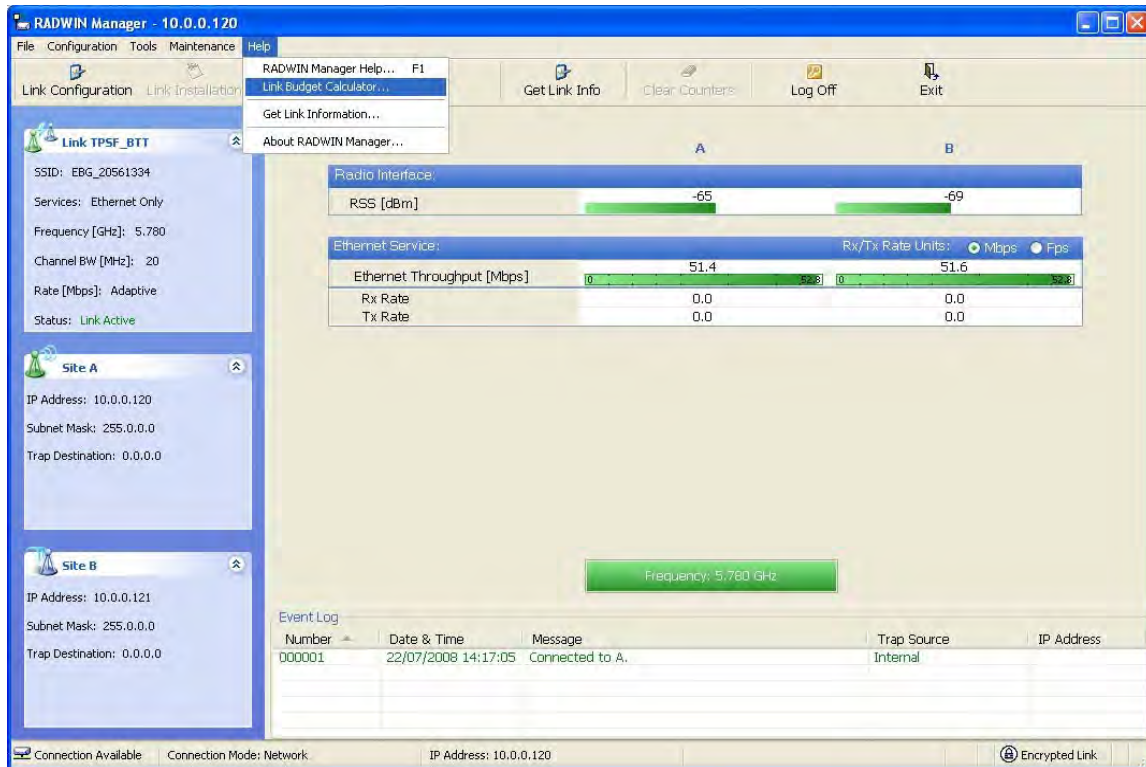 RADWIN Manager - 10.0.0.120
File Configuration Tools Maintenance Help
Link Configuration Link Installation Get Link Info Clear Counters Log Off Exit
RADWIN Manager Help... F1
Link Budget Calculator...
Get Link Information...
About RADWIN Manager...
Link TPSF_BTT
SSID: EBG_20561334
Services: Ethernet Only
Frequency [GHz]: 5.780
Channel BW [MHz]: 20
Rate [Mbps]: Adaptive
Status: Link Active
Site A
IP Address: 10.0.0.120
Subnet Mask: 255.0.0.0
Trap Destination: 0.0.0.0
Site B
IP Address: 10.0.0.121
Subnet Mask: 255.0.0.0
Trap Destination: 0.0.0.0
A B
Radio Interface:
RSS [dBm] -65 -69
Ethernet Service: Rx/Tx Rate Units: Mbps Fps
Ethernet Throughput [Mbps] 51.4 51.6
0 52.8 0 52.8
Rx Rate 0.0 0.0
Tx Rate 0.0 0.0
Frequency: 5.780 GHz
Event Log
Number Date & Time Message Trap Source IP Address
000001 22/07/2008 14:17:05 Connected to A. Internal
Connection Available Connection Mode: Network IP Address: 10.0.0.120 Encrypted Link